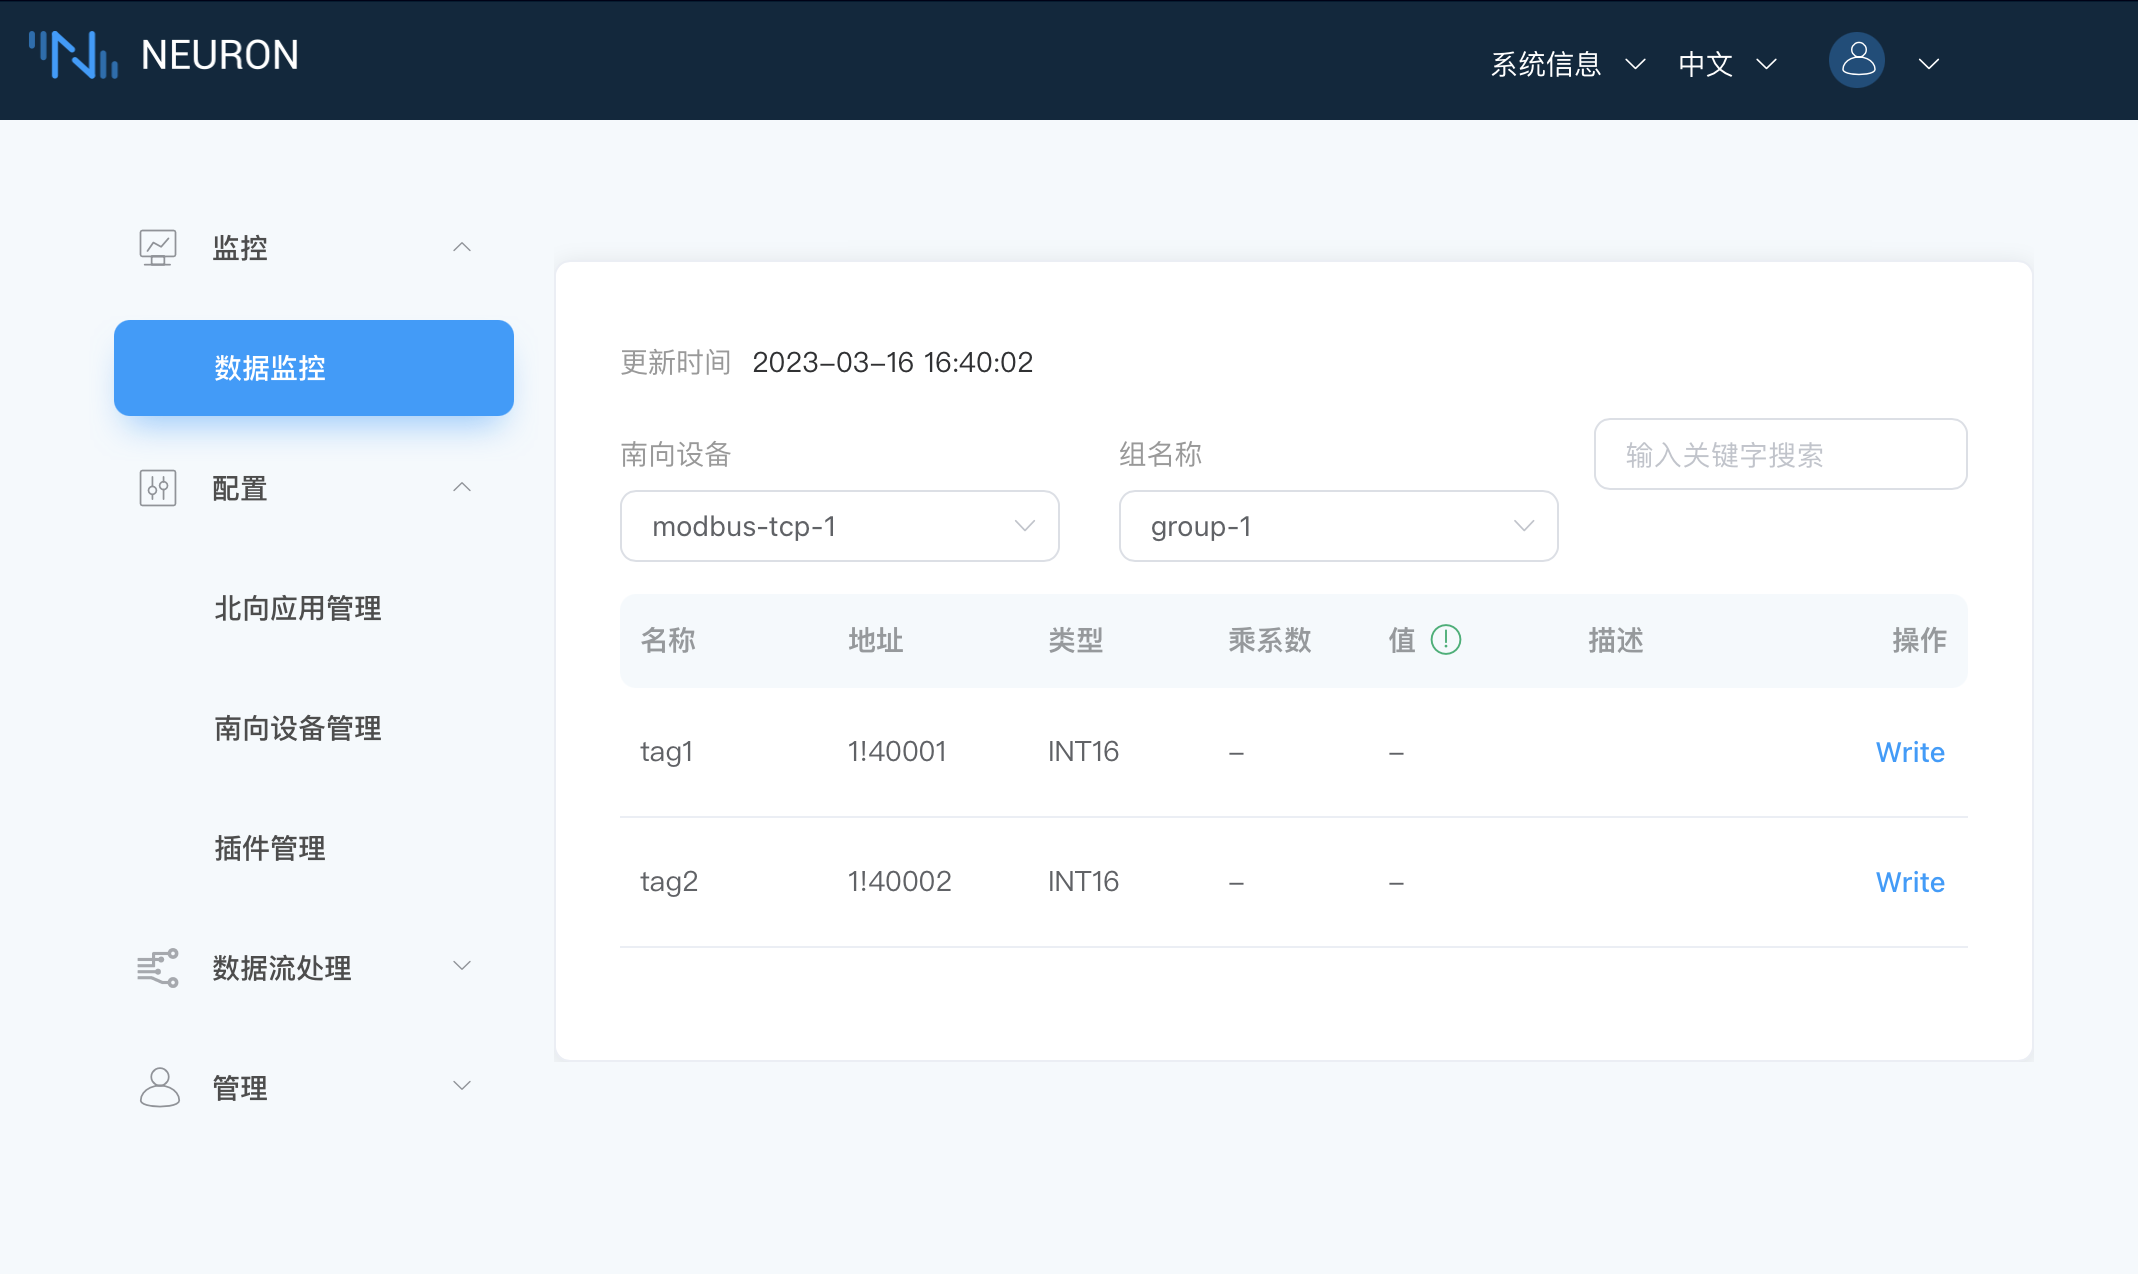 NEURON
系统信息
中文
监控
数据监控
配置
北向应用管理
南向设备管理
插件管理
数据流处理
管理
更新时间 2023-03-16 16:40:02
南向设备
modbus-tcp-1
组名称
group-1
输入关键字搜索
名称 地址 类型 乘系数 值 描述 操作
tag1 1!40001 INT16 - - Write
tag2 1!40002 INT16 - - Write